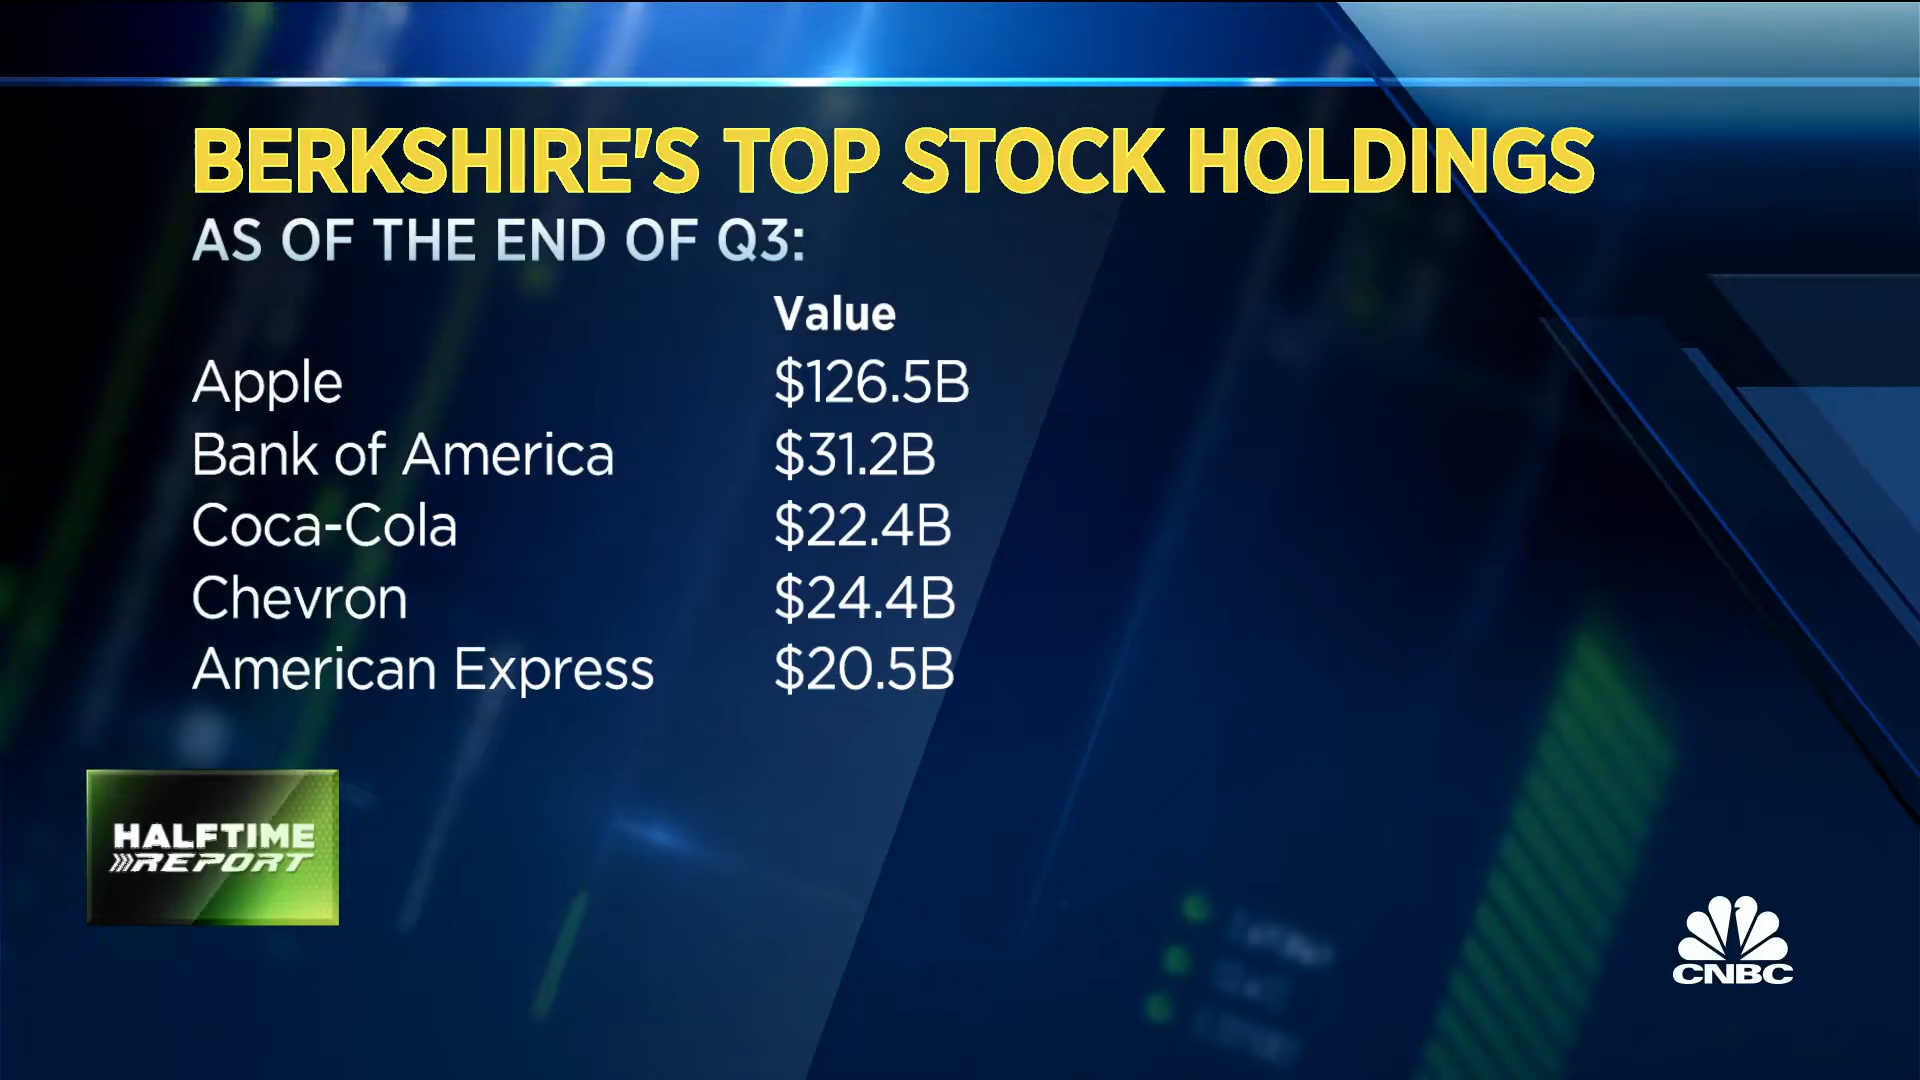 BERKSHIRE'S TOP STOCK HOLDINGS
AS OF THE END OF Q3:
Value
Apple $126.5B
Bank of America $31.2B
Coca-Cola $22.4B
Chevron $24.4B
American Express $20.5B
HALFTIME
REPORT
CNBC